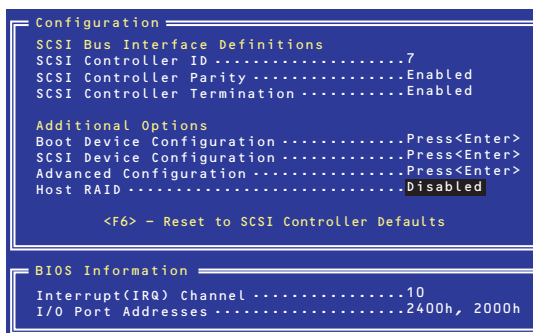 Configuration
SCSI Bus Interface Definitions
SCSI Controller ID ····················7
SCSI Controller Parity ················Enabled
SCSI Controller Termination ···········Enabled
Additional Options
Boot Device Configuration ·············Press<Enter>
SCSI Device Configuration ·············Press<Enter>
Advanced Configuration ················Press<Enter>
Host RAID ·····························Disabled
<F6> – Reset to SCSI Controller Defaults
BIOS Information
Interrupt(IRQ) Channel ················10
I/O Port Addresses ····················2400h, 2000h